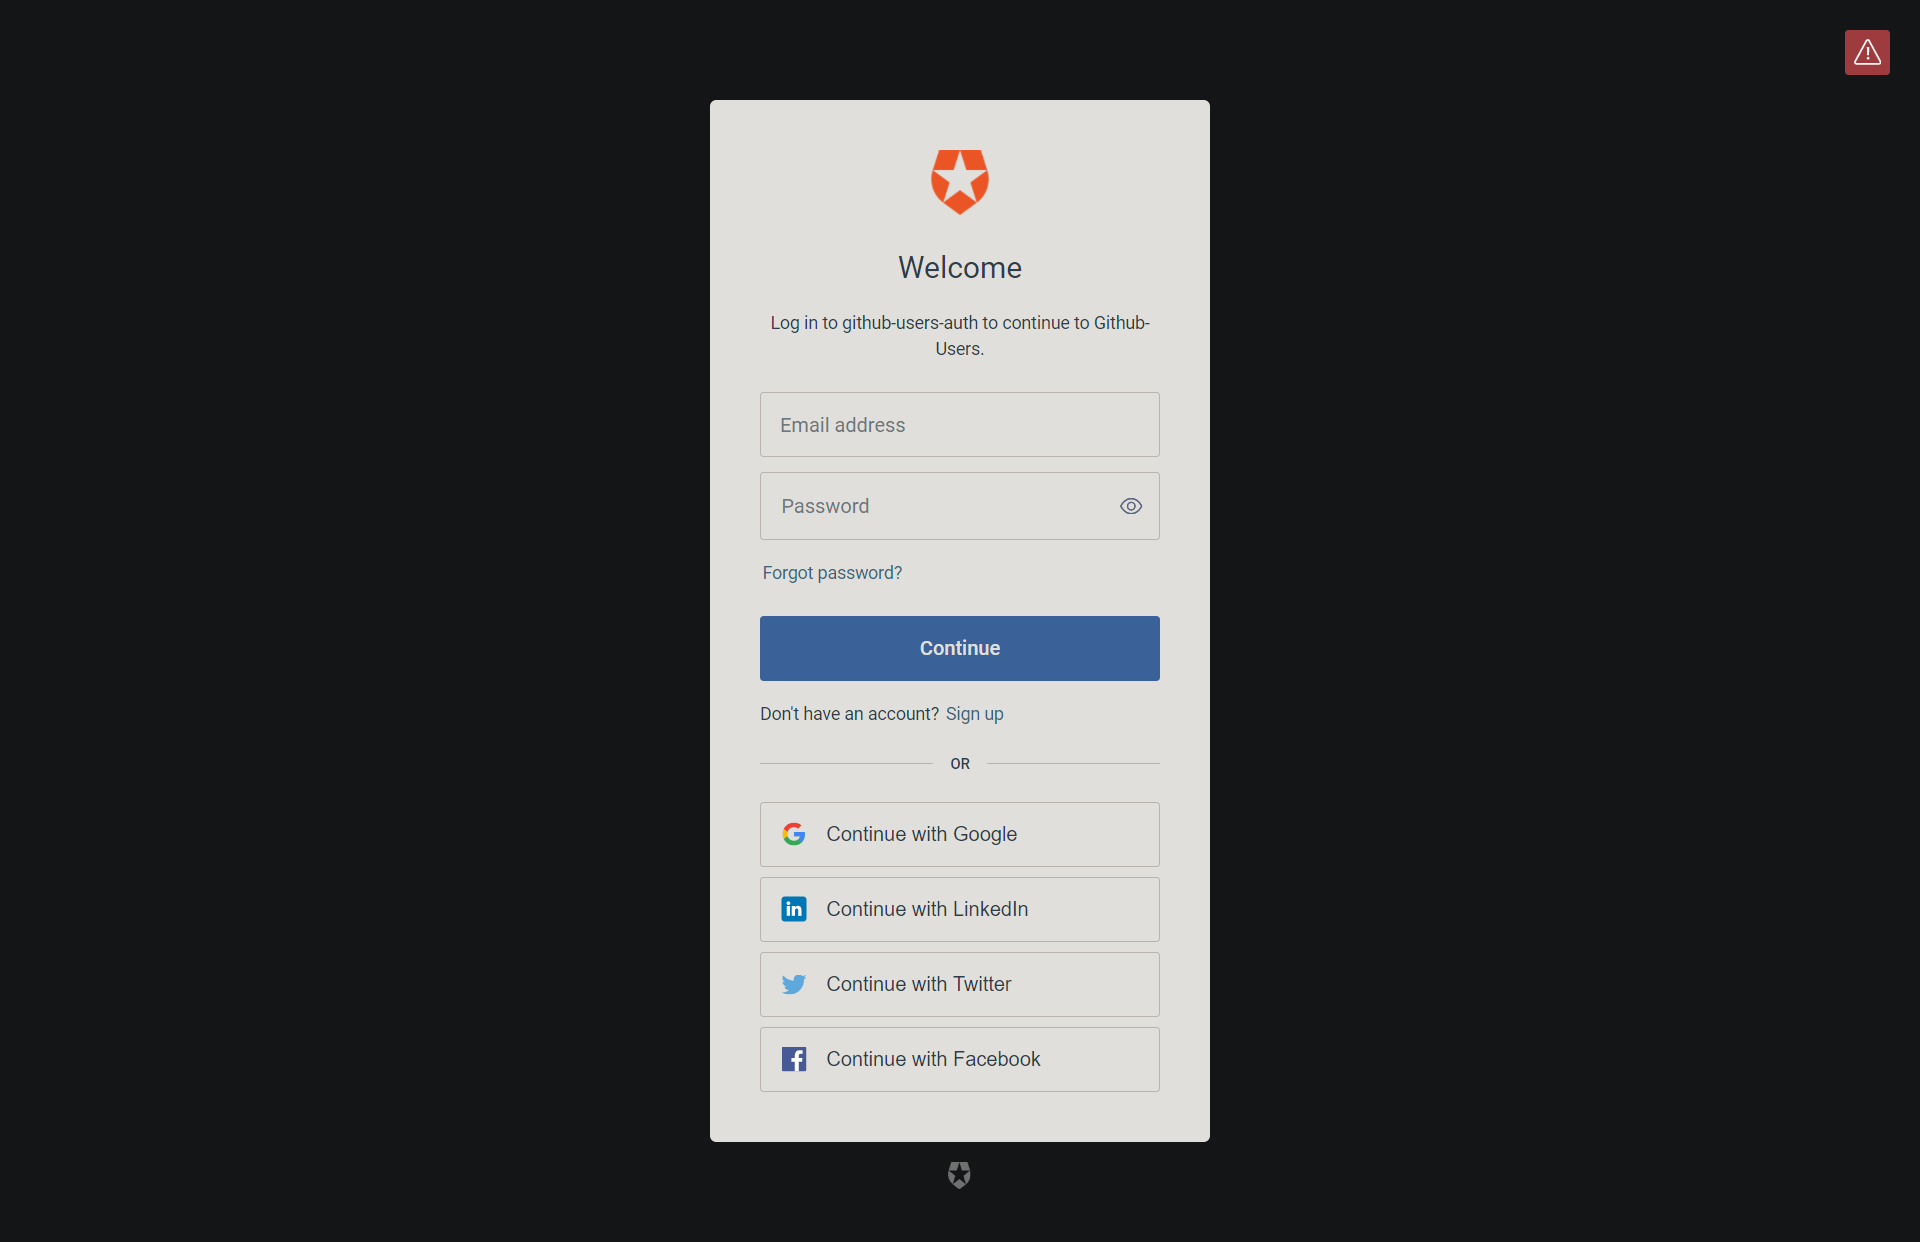 Welcome
Log in to github-users-auth to continue to Github-
Users.
Email address
Password
Forgot password?
Continue
Don't have an account? Sign up
OR
Continue with Google
in Continue with LinkedIn
Continue with Twitter
f Continue with Facebook